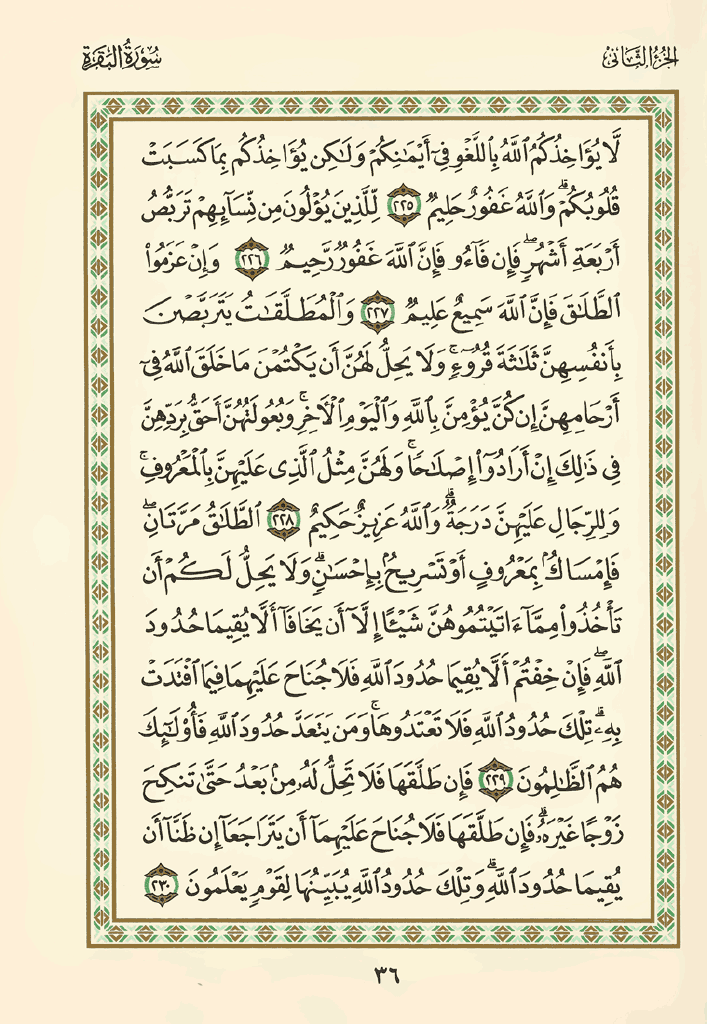 الجزء الثاني
سورة البقرة
لَّا يُؤَاخِذُكُمُ ٱللَّهُ بِٱللَّغْوِ فِىٓ أَيْمَٰنِكُمْ وَلَٰكِن يُؤَاخِذُكُم بِمَا كَسَبَتْ
قُلُوبُكُمْ ۗ وَٱللَّهُ غَفُورٌ حَلِيمٌ ٢٢٥ لِّلَّذِينَ يُؤْلُونَ مِن نِّسَآئِهِمْ تَرَبُّصُ
أَرْبَعَةِ أَشْهُرٍ ۖ فَإِن فَآءُو فَإِنَّ ٱللَّهَ غَفُورٌ رَّحِيمٌ ٢٢٦ وَإِنْ عَزَمُوا۟
ٱلطَّلَٰقَ فَإِنَّ ٱللَّهَ سَمِيعٌ عَلِيمٌ ٢٢٧ وَٱلْمُطَلَّقَٰتُ يَتَرَبَّصْنَ
بِأَنفُسِهِنَّ ثَلَٰثَةَ قُرُوٓءٍ ۚ وَلَا يَحِلُّ لَهُنَّ أَن يَكْتُمْنَ مَا خَلَقَ ٱللَّهُ فِىٓ
أَرْحَامِهِنَّ إِن كُنَّ يُؤْمِنَّ بِٱللَّهِ وَٱلْيَوْمِ ٱلْءَاخِرِ ۚ وَبُعُولَتُهُنَّ أَحَقُّ بِرَدِّهِنَّ
فِى ذَٰلِكَ إِنْ أَرَادُوٓا۟ إِصْلَٰحًا ۚ وَلَهُنَّ مِثْلُ ٱلَّذِى عَلَيْهِنَّ بِٱلْمَعْرُوفِ ۚ
وَلِلرِّجَالِ عَلَيْهِنَّ دَرَجَةٌ ۗ وَٱللَّهُ عَزِيزٌ حَكِيمٌ ٢٢٨ ٱلطَّلَٰقُ مَرَّتَانِ ۖ
فَإِمْسَاكٌۢ بِمَعْرُوفٍ أَوْ تَسْرِيحٌۢ بِإِحْسَٰنٍ ۗ وَلَا يَحِلُّ لَكُمْ أَن
تَأْخُذُوا۟ مِمَّآ ءَاتَيْتُمُوهُنَّ شَيْـًٔا إِلَّآ أَن يَخَافَآ أَلَّا يُقِيمَا حُدُودَ
ٱللَّهِ ۖ فَإِنْ خِفْتُمْ أَلَّا يُقِيمَا حُدُودَ ٱللَّهِ فَلَا جُنَاحَ عَلَيْهِمَا فِيمَا ٱفْتَدَتْ
بِهِۦ ۗ تِلْكَ حُدُودُ ٱللَّهِ فَلَا تَعْتَدُوهَا ۚ وَمَن يَتَعَدَّ حُدُودَ ٱللَّهِ فَأُو۟لَٰٓئِكَ
هُمُ ٱلظَّٰلِمُونَ ٢٢٩ فَإِن طَلَّقَهَا فَلَا تَحِلُّ لَهُۥ مِنۢ بَعْدُ حَتَّىٰ تَنكِحَ
زَوْجًا غَيْرَهُۥ ۗ فَإِن طَلَّقَهَا فَلَا جُنَاحَ عَلَيْهِمَآ أَن يَتَرَاجَعَآ إِن ظَنَّآ أَن
يُقِيمَا حُدُودَ ٱللَّهِ ۗ وَتِلْكَ حُدُودُ ٱللَّهِ يُبَيِّنُهَا لِقَوْمٍ يَعْلَمُونَ ٢٣٠
٣٦